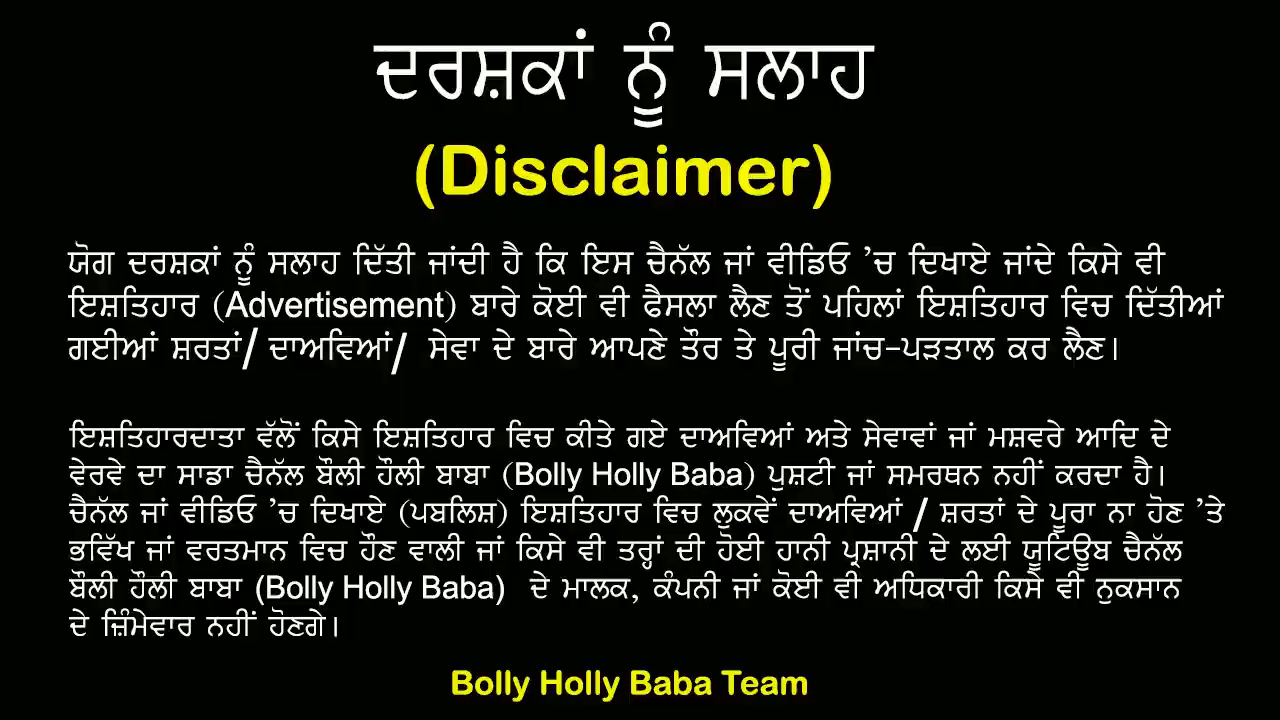 ਦਰਸ਼ਕਾਂ ਨੂੰ ਸਲਾਹ
(Disclaimer)
ਯੋਗ ਦਰਸ਼ਕਾਂ ਨੂੰ ਸਲਾਹ ਦਿੱਤੀ ਜਾਂਦੀ ਹੈ ਕਿ ਇਸ ਚੈਨੱਲ ਜਾਂ ਵੀਡਿਓ ’ਚ ਦਿਖਾਏ ਜਾਂਦੇ ਕਿਸੇ ਵੀ
ਇਸ਼ਤਿਹਾਰ (Advertisement) ਬਾਰੇ ਕੋਈ ਵੀ ਫੈਸਲਾ ਲੈਣ ਤੋਂ ਪਹਿਲਾਂ ਇਸ਼ਤਿਹਾਰ ਵਿਚ ਦਿੱਤੀਆਂ
ਗਈਆਂ ਸ਼ਰਤਾਂ/ ਦਾਅਵਿਆਂ/ ਸੇਵਾ ਦੇ ਬਾਰੇ ਆਪਣੇ ਤੌਰ ਤੇ ਪੂਰੀ ਜਾਂਚ-ਪੜਤਾਲ ਕਰ ਲੈਣ।
ਇਸ਼ਤਿਹਾਰਦਾਤਾ ਵੱਲੋਂ ਕਿਸੇ ਇਸ਼ਤਿਹਾਰ ਵਿਚ ਕੀਤੇ ਗਏ ਦਾਅਵਿਆਂ ਅਤੇ ਸੇਵਾਵਾਂ ਜਾਂ ਮਸ਼ਵਰੇ ਆਦਿ ਦੇ
ਵੇਰਵੇ ਦਾ ਸਾਡਾ ਚੈਨੱਲ ਬੌਲੀ ਹੌਲੀ ਬਾਬਾ (Bolly Holly Baba) ਪੁਸ਼ਟੀ ਜਾਂ ਸਮਰਥਨ ਨਹੀਂ ਕਰਦਾ ਹੈ।
ਚੈਨੱਲ ਜਾਂ ਵੀਡਿਓ ’ਚ ਦਿਖਾਏ (ਪਬਲਿਸ਼) ਇਸ਼ਤਿਹਾਰ ਵਿਚ ਲੁਕਵੇਂ ਦਾਅਵਿਆਂ / ਸ਼ਰਤਾਂ ਦੇ ਪੂਰਾ ਨਾ ਹੋਣ ’ਤੇ
ਭਵਿੱਖ ਜਾਂ ਵਰਤਮਾਨ ਵਿਚ ਹੌਣ ਵਾਲੀ ਜਾਂ ਕਿਸੇ ਵੀ ਤਰ੍ਹਾਂ ਦੀ ਹੋਈ ਹਾਨੀ ਪ੍ਰਸ਼ਾਨੀ ਦੇ ਲਈ ਯੂਟਿਊਬ ਚੈਨੱਲ
ਬੌਲੀ ਹੌਲੀ ਬਾਬਾ (Bolly Holly Baba) ਦੇ ਮਾਲਕ, ਕੰਪਨੀ ਜਾਂ ਕੋਈ ਵੀ ਅਧਿਕਾਰੀ ਕਿਸੇ ਵੀ ਨੁਕਸਾਨ
ਦੇ ਜ਼ਿੰਮੇਵਾਰ ਨਹੀਂ ਹੋਣਗੇ।
Bolly Holly Baba Team